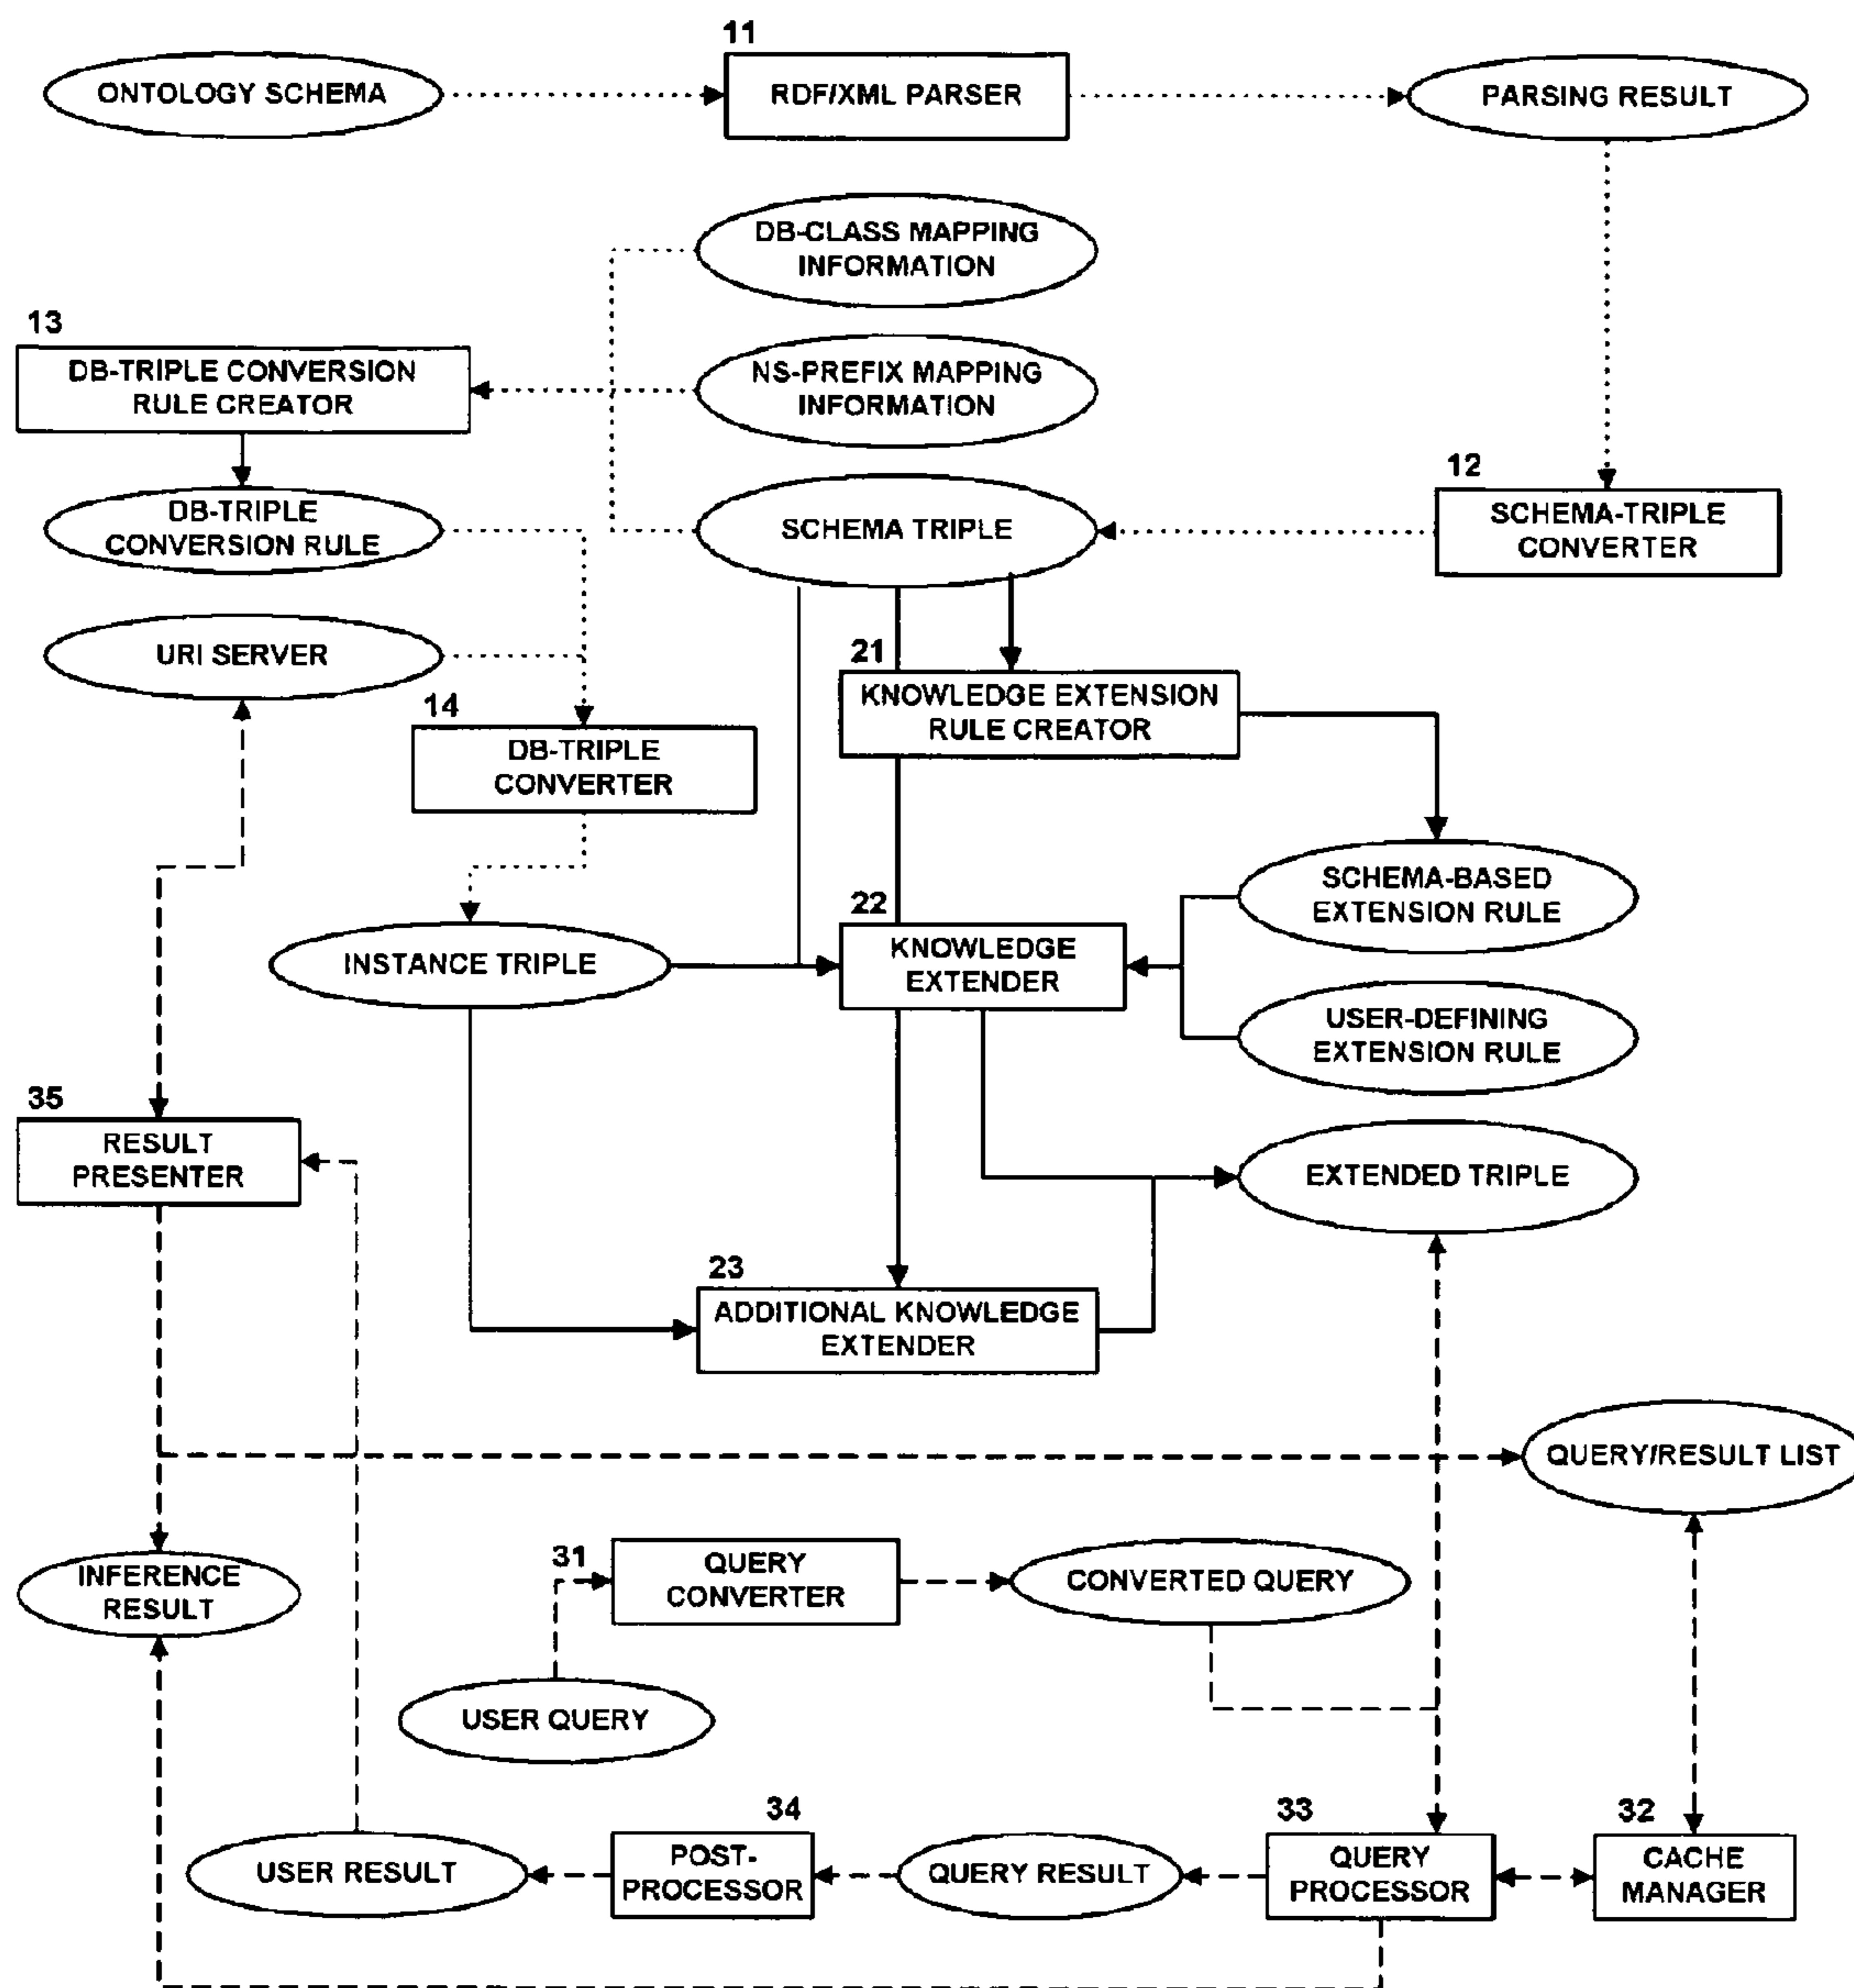 11
ONTOLOGY SCHEMA
RDF/XML PARSER
PARSING RESULT
DB-CLASS MAPPING
INFORMATION
13
DB-TRIPLE CONVERSION
RULE CREATOR
NS-PREFIX MAPPING
INFORMATION
12
DB-TRIPLE
CONVERSION RULE
SCHEMA TRIPLE
SCHEMA-TRIPLE
CONVERTER
URI SERVER
21
KNOWLEDGE EXTENSION
RULE CREATOR
14
DB-TRIPLE
CONVERTER
SCHEMA-BASED
EXTENSION RULE
22
INSTANCE TRIPLE
KNOWLEDGE
EXTENDER
USER-DEFINING
EXTENSION RULE
35
RESULT
PRESENTER
EXTENDED TRIPLE
23
ADDITIONAL KNOWLEDGE
EXTENDER
QUERY/RESULT LIST
INFERENCE
RESULT
31
QUERY
CONVERTER
CONVERTED QUERY
USER QUERY
34
33
32
USER RESULT
POST-
PROCESSOR
QUERY RESULT
QUERY
PROCESSOR
CACHE
MANAGER